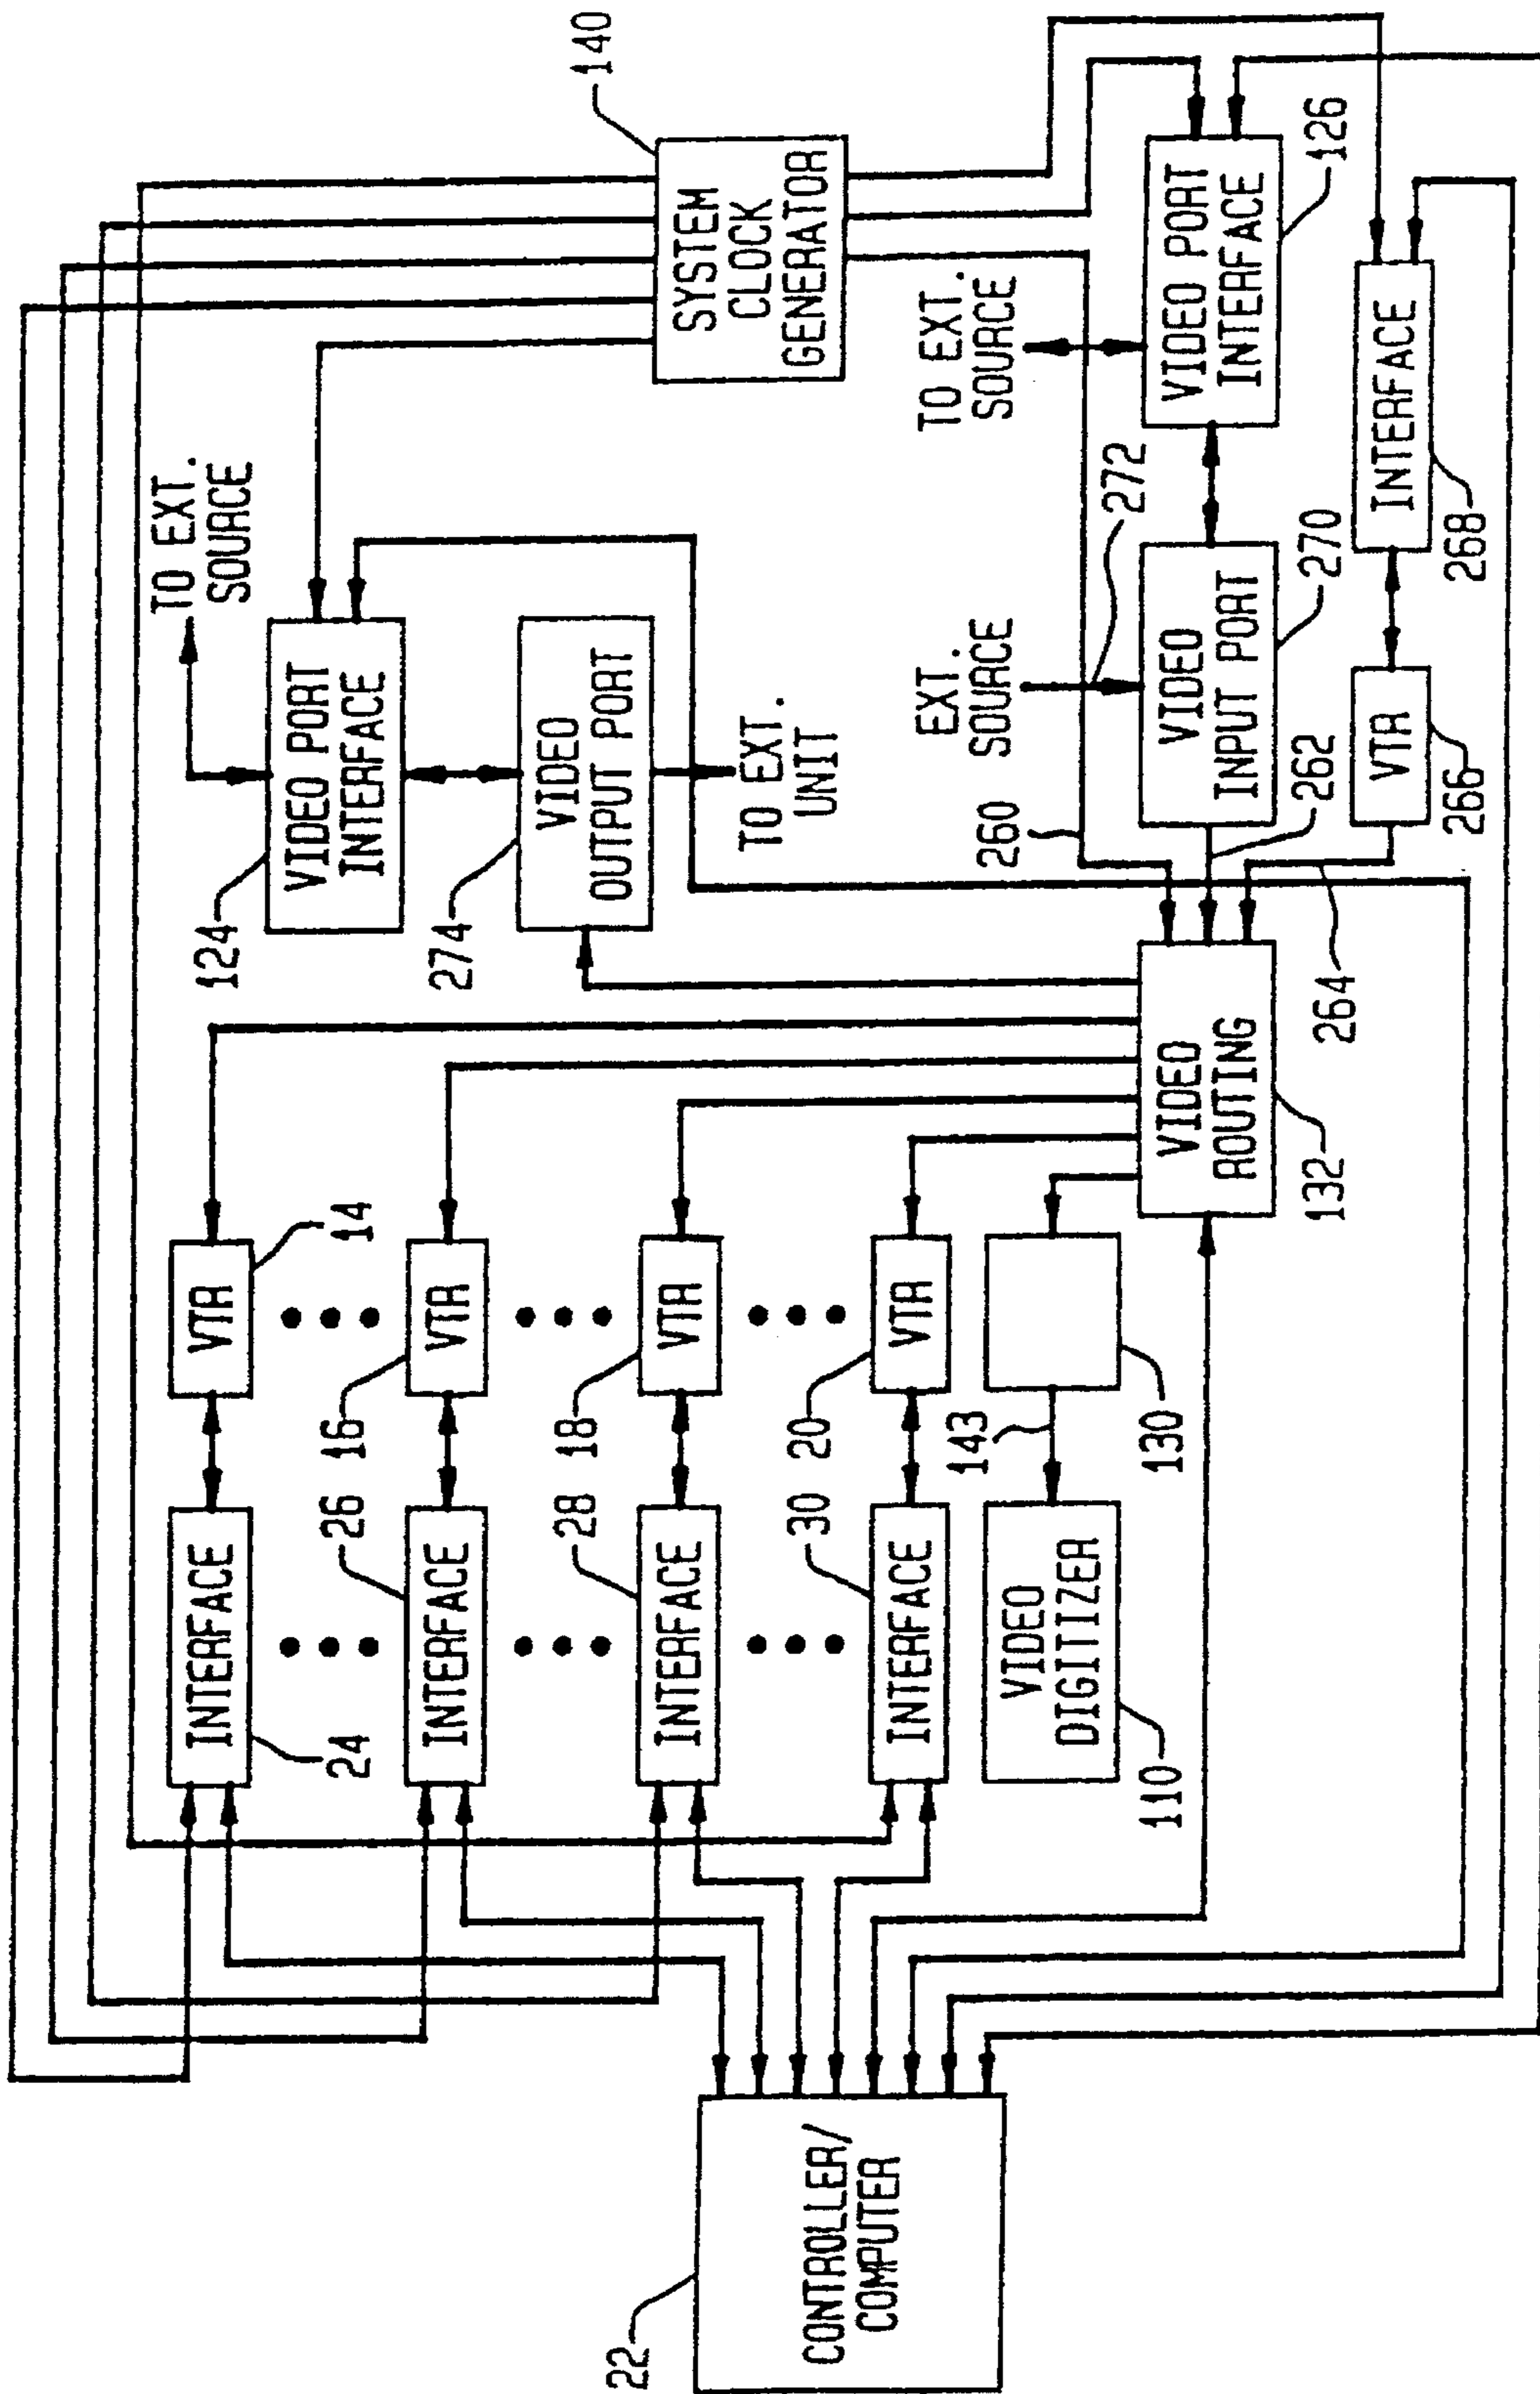 140
SYSTEM
CLOCK
GENERATOR
TO EXT.
SOURCE
124
VIDEO PORT
INTERFACE
274
VIDEO
OUTPUT PORT
TO EXT.
UNIT
TO EXT.
SOURCE
VIDEO PORT
INTERFACE
126
EXT.
SOURCE
272
VIDEO
INPUT PORT
270
260
262
264
INTERFACE
268
VTR
266
VIDEO
ROUTING
132
VTR
14
16
VTR
18
VTR
20
VTR
130
143
INTERFACE
24
26
INTERFACE
28
INTERFACE
30
INTERFACE
VIDEO
DIGITIZER
110
22
CONTROLLER/
COMPUTER